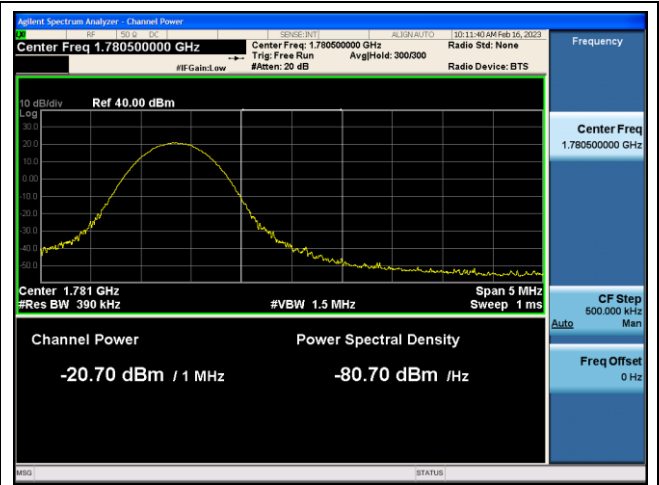 Agilent Spectrum Analyzer - Channel Power
LXI RF 50 Ω DC SENSE:INT ALIGN AUTO 10:11:40 AM Feb 16, 2023
Center Freq 1.780500000 GHz Center Freq: 1.780500000 GHz Radio Std: None Frequency
Trig: Free Run Avg|Hold: 300/300
#IFGain:Low #Atten: 20 dB Radio Device: BTS
10 dB/div Ref 40.00 dBm
Log
30.0
20.0
10.0
0.00
-10.0
-20.0
-30.0
-40.0
-50.0
Center Freq
1.780500000 GHz
Center 1.781 GHz Span 5 MHz
#Res BW 390 kHz #VBW 1.5 MHz Sweep 1 ms
CF Step
500.000 kHz
Auto Man
Channel Power Power Spectral Density
-20.70 dBm / 1 MHz -80.70 dBm /Hz
Freq Offset
0 Hz
MSG STATUS